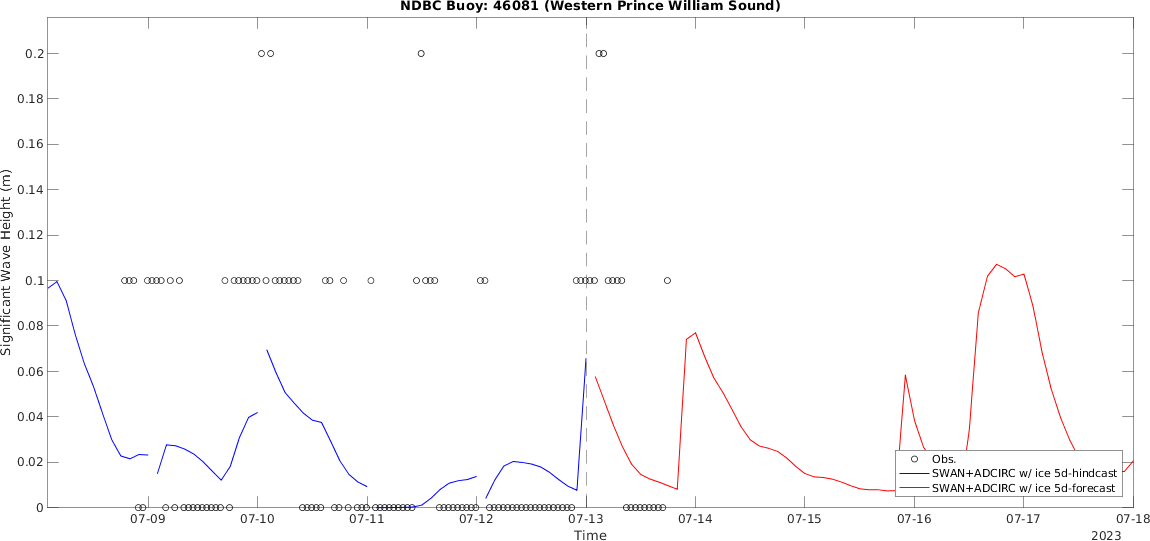 NDBC Buoy: 46081 (Western Prince William Sound)
Significant Wave Height (m)
0.2
0.18
0.16
0.14
0.12
0.1
0.08
0.06
0.04
0.02
0
Obs.
SWAN+ADCIRC w/ ice 5d-hindcast
SWAN+ADCIRC w/ ice 5d-forecast
07-09 07-10 07-11 07-12 07-13 07-14 07-15 07-16 07-17 07-18
Time
2023